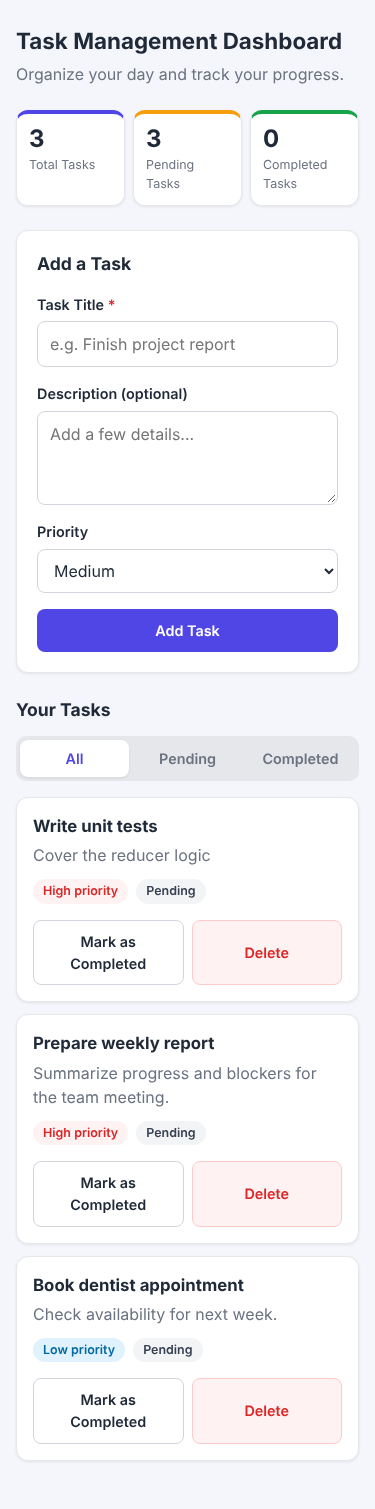 Task Management Dashboard
Organize your day and track your progress.
3
Total Tasks
3
Pending
Tasks
0
Completed
Tasks
Add a Task
Task Title *
e.g. Finish project report
Description (optional)
Add a few details...
Priority
Medium
Add Task
Your Tasks
All
Pending
Completed
Write unit tests
Cover the reducer logic
High priority
Pending
Mark as
Completed
Delete
Prepare weekly report
Summarize progress and blockers for
the team meeting.
High priority
Pending
Mark as
Completed
Delete
Book dentist appointment
Check availability for next week.
Low priority
Pending
Mark as
Completed
Delete